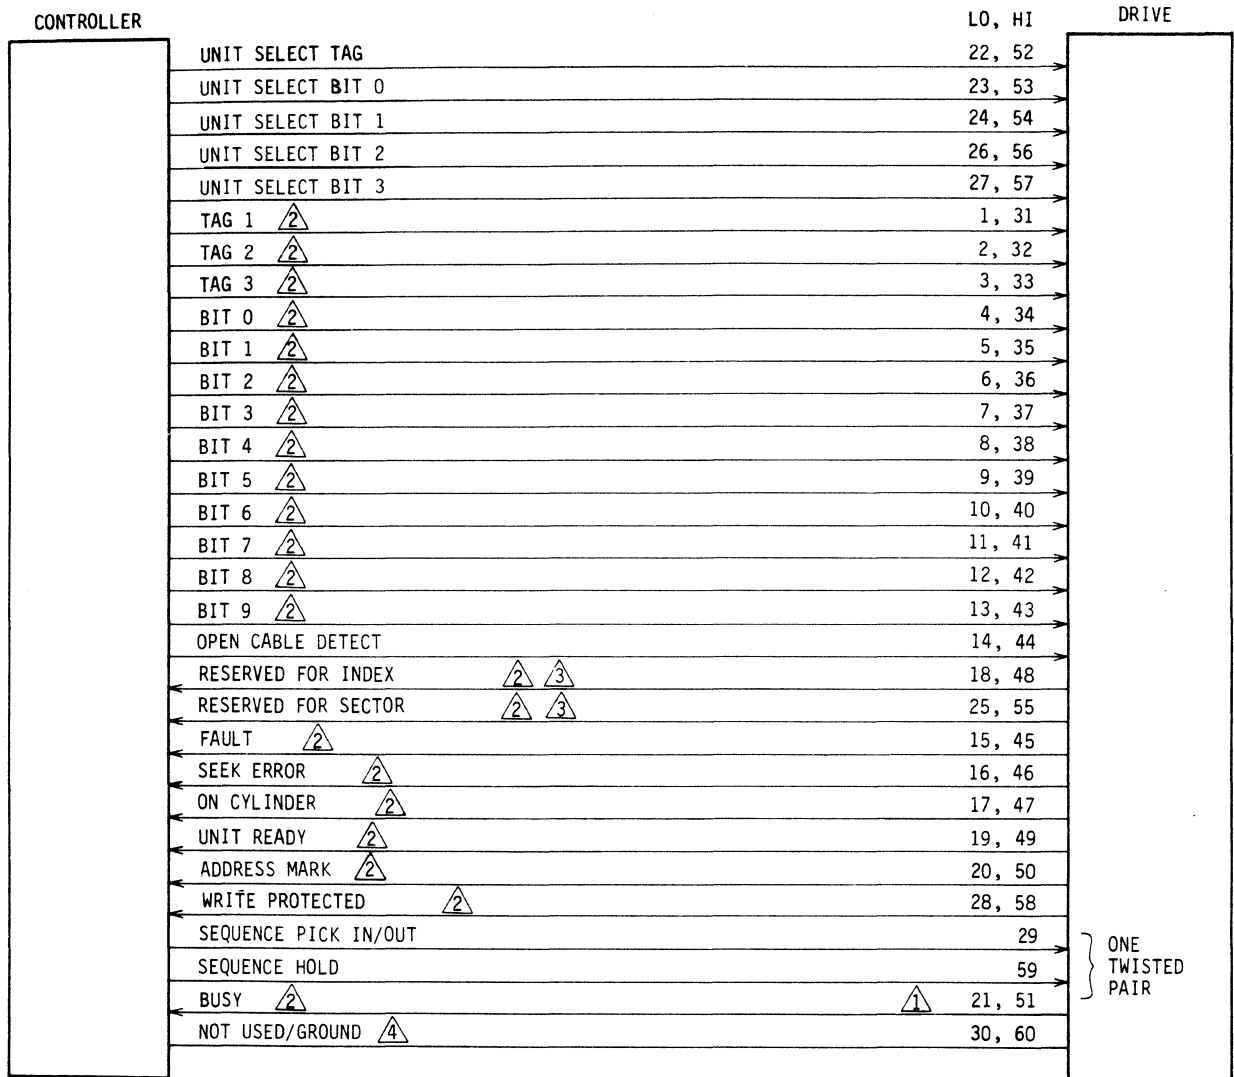 CONTROLLER LO, HI DRIVE
UNIT SELECT TAG 22, 52
UNIT SELECT BIT 0 23, 53
UNIT SELECT BIT 1 24, 54
UNIT SELECT BIT 2 26, 56
UNIT SELECT BIT 3 27, 57
TAG 1 2 1, 31
TAG 2 2 2, 32
TAG 3 2 3, 33
BIT 0 2 4, 34
BIT 1 2 5, 35
BIT 2 2 6, 36
BIT 3 2 7, 37
BIT 4 2 8, 38
BIT 5 2 9, 39
BIT 6 2 10, 40
BIT 7 2 11, 41
BIT 8 2 12, 42
BIT 9 2 13, 43
OPEN CABLE DETECT 14, 44
RESERVED FOR INDEX 2 3 18, 48
RESERVED FOR SECTOR 2 3 25, 55
FAULT 2 15, 45
SEEK ERROR 2 16, 46
ON CYLINDER 2 17, 47
UNIT READY 2 19, 49
ADDRESS MARK 2 20, 50
WRITE PROTECTED 2 28, 58
SEQUENCE PICK IN/OUT 29
SEQUENCE HOLD 59
ONE
TWISTED
PAIR
BUSY 2 1 21, 51
NOT USED/GROUND 4 30, 60